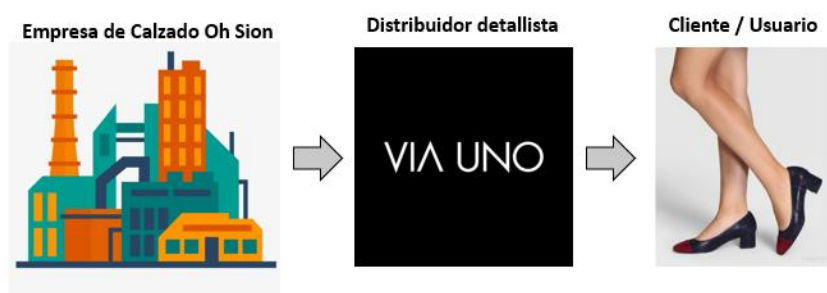 Empresa de Calzado Oh Sion
Distribuidor detallista
Cliente / Usuario
VIA UNO